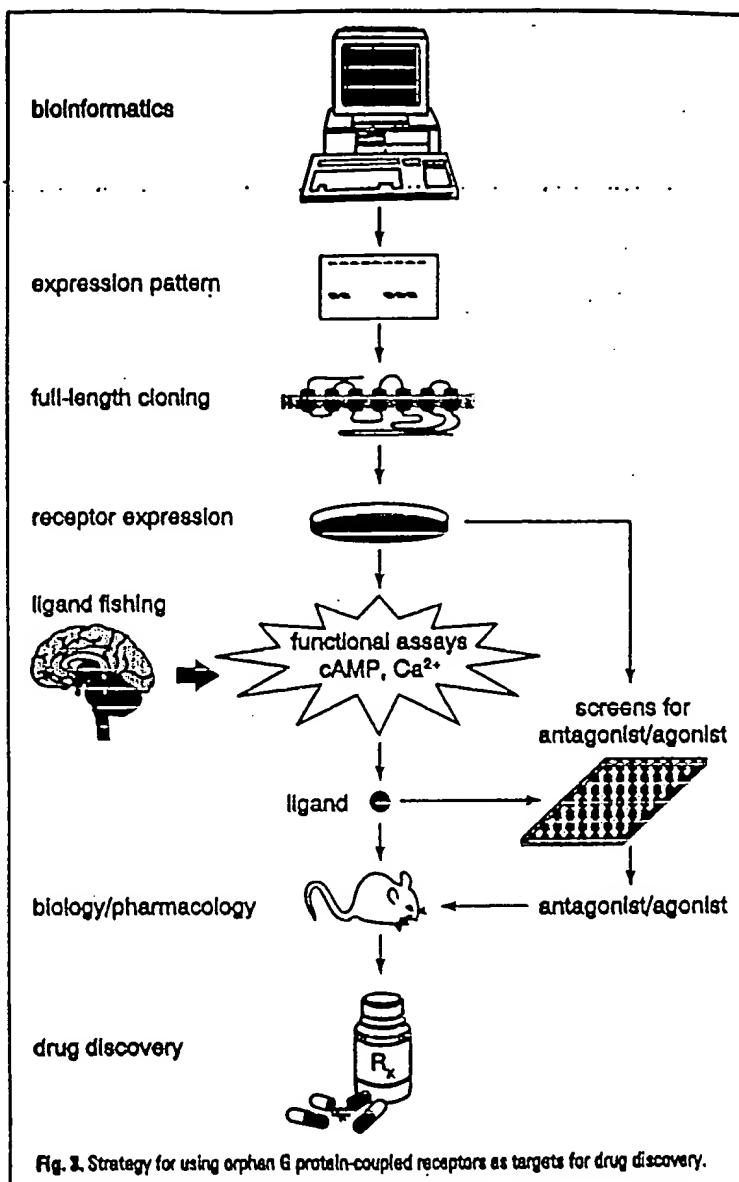 bioinformatics
expression pattern
full-length cloning
receptor expression
ligand fishing
functional assays
cAMP, Ca²⁺
screens for
antagonist/agonist
ligand
biology/pharmacology
antagonist/agonist
drug discovery
Rx
Fig. 3. Strategy for using orphan G protein-coupled receptors as targets for drug discovery.